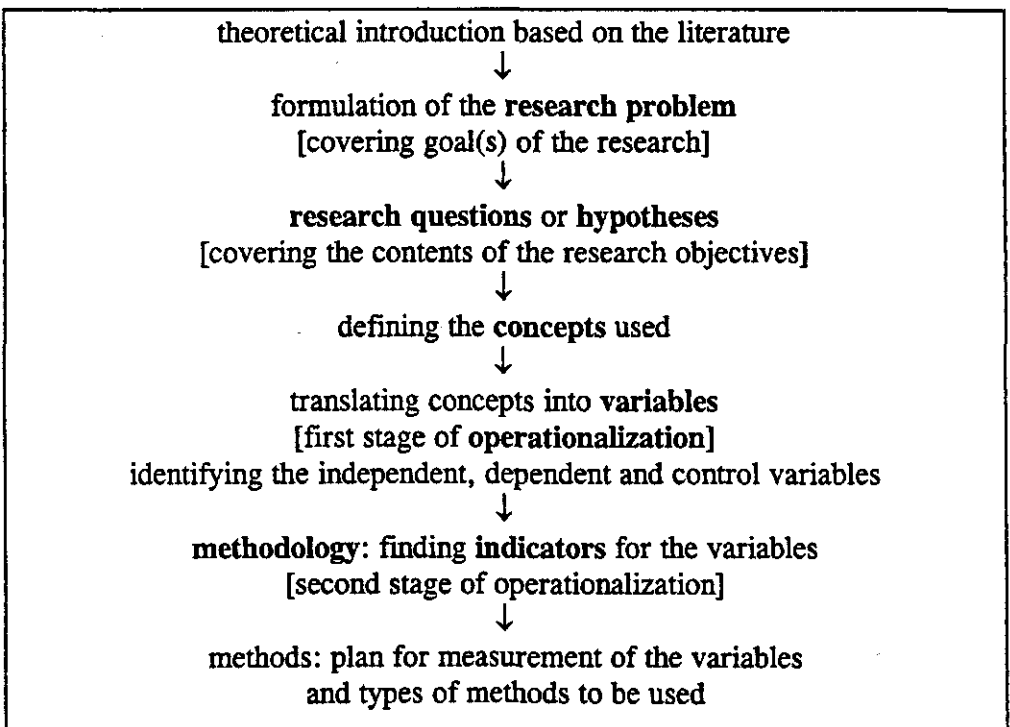 theoretical introduction based on the literature
↓
formulation of the research problem
[covering goal(s) of the research]
↓
research questions or hypotheses
[covering the contents of the research objectives]
↓
defining the concepts used
↓
translating concepts into variables
[first stage of operationalization]
identifying the independent, dependent and control variables
↓
methodology: finding indicators for the variables
[second stage of operationalization]
↓
methods: plan for measurement of the variables
and types of methods to be used